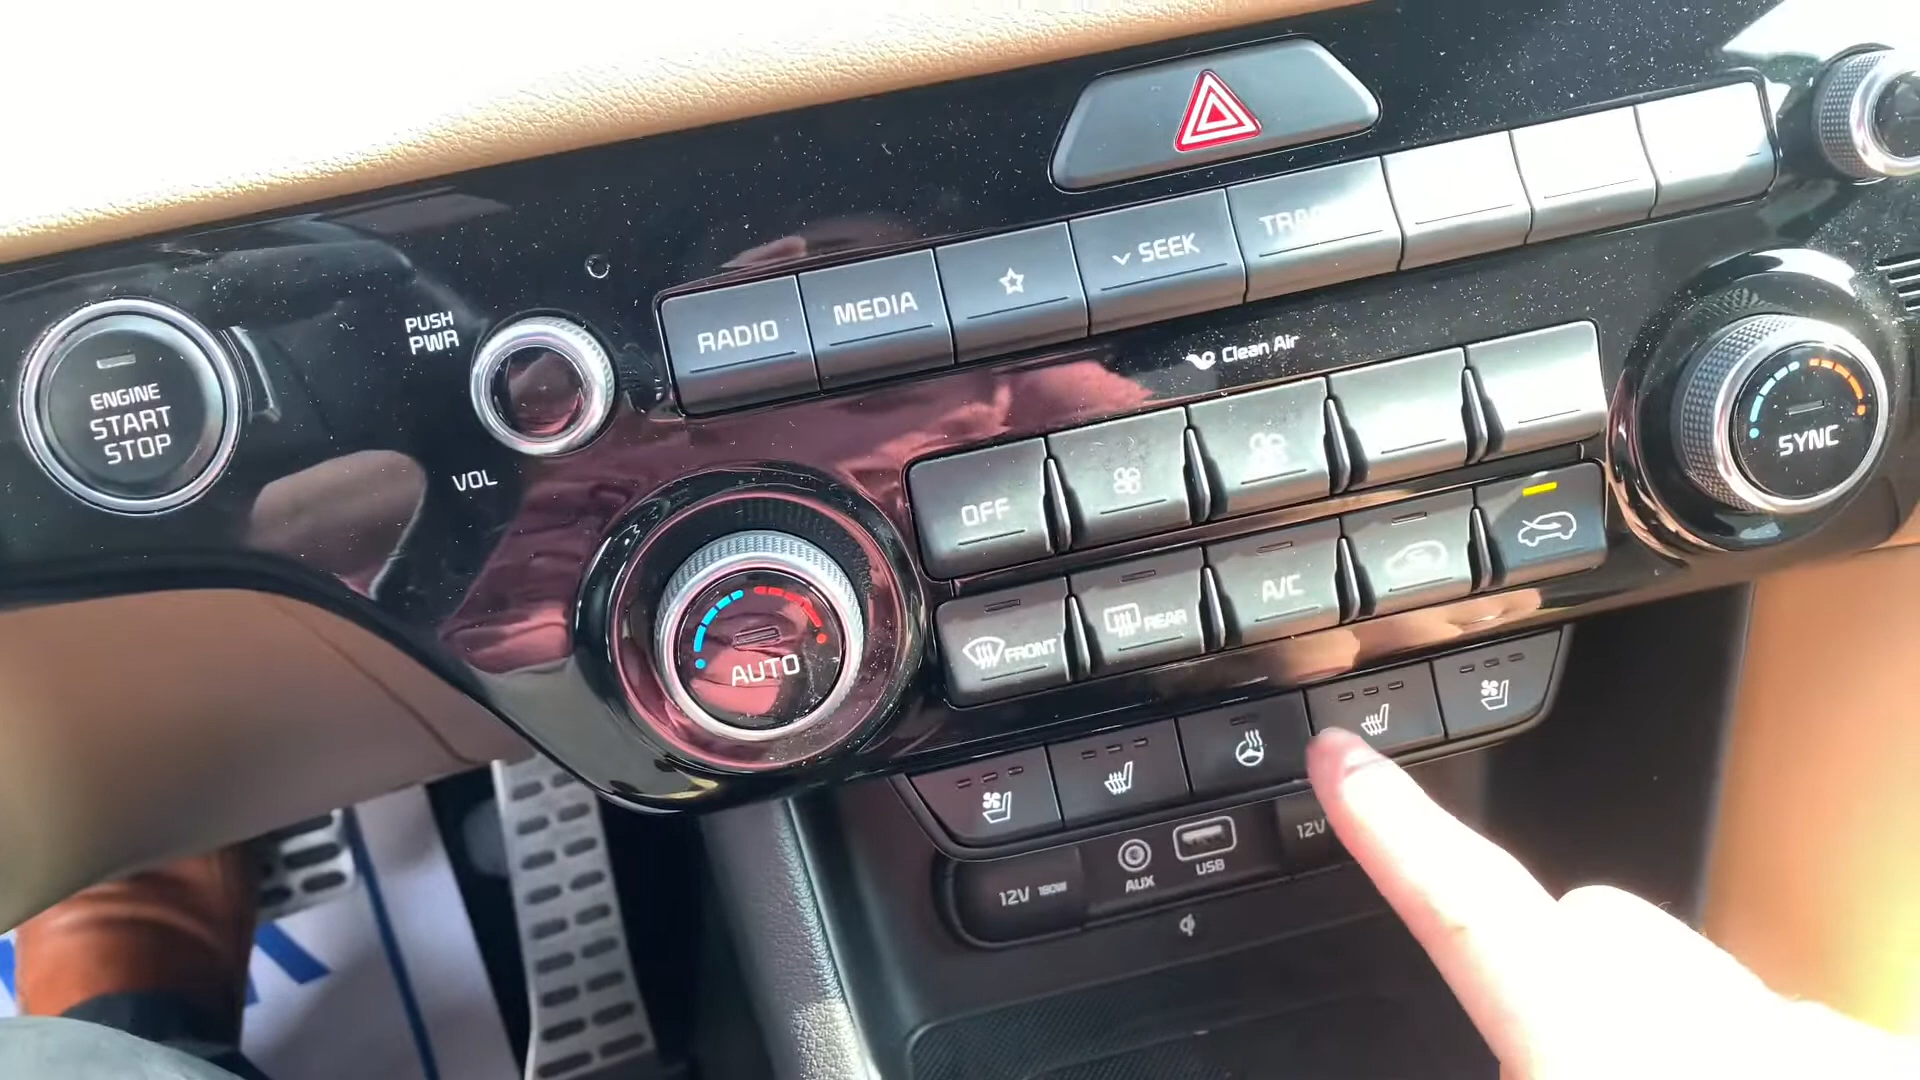 RADIO
MEDIA
SEEK
PUSH
PWR
VOL
ENGINE
START
STOP
Clean Air
SYNC
OFF
AUTO
FRONT
REAR
A/C
12V 180W
AUX
USB
12V